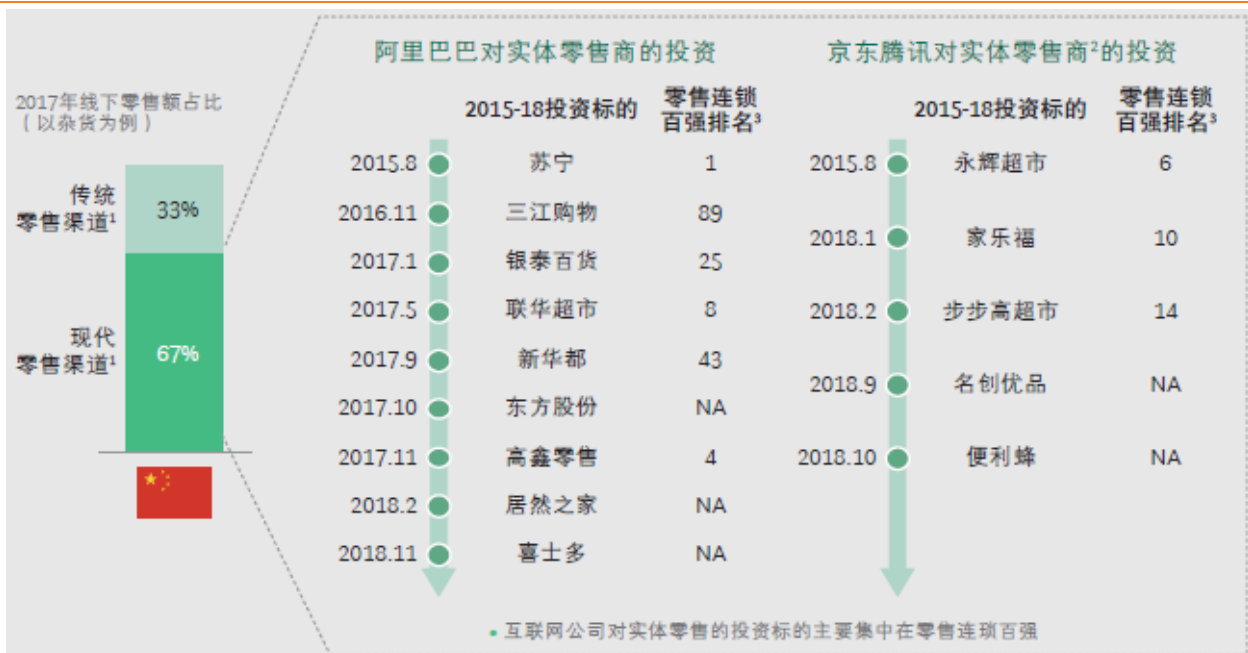 阿里巴巴对实体零售商的投资
京东腾讯对实体零售商²的投资
2017年线下零售额占比
（以杂货为例）
传统
零售渠道¹
33%
现代
零售渠道¹
67%
2015-18投资标的
零售连锁
百强排名³
2015.8 苏宁 1
2016.11 三江购物 89
2017.1 银泰百货 25
2017.5 联华超市 8
2017.9 新华都 43
2017.10 东方股份 NA
2017.11 高鑫零售 4
2018.2 居然之家 NA
2018.11 喜士多 NA
2015-18投资标的
零售连锁
百强排名³
2015.8 永辉超市 6
2018.1 家乐福 10
2018.2 步步高超市 14
2018.9 名创优品 NA
2018.10 便利蜂 NA
• 互联网公司对实体零售的投资标的主要集中在零售连锁百强